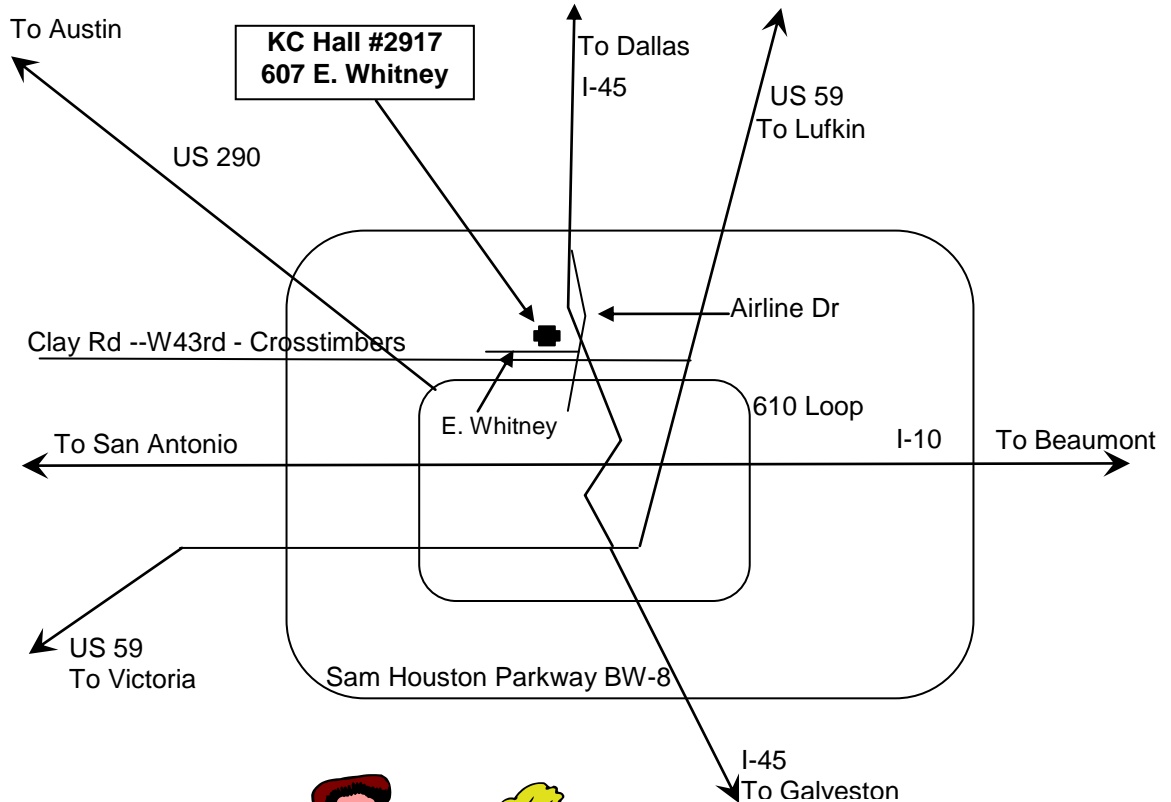 To Austin
KC Hall #2917
607 E. Whitney
To Dallas
I-45
US 59
To Lufkin
US 290
Airline Dr
Clay Rd --W43rd - Crosstimbers
610 Loop
E. Whitney
To San Antonio
I-10
To Beaumont
US 59
To Victoria
Sam Houston Parkway BW-8
I-45
To Galveston